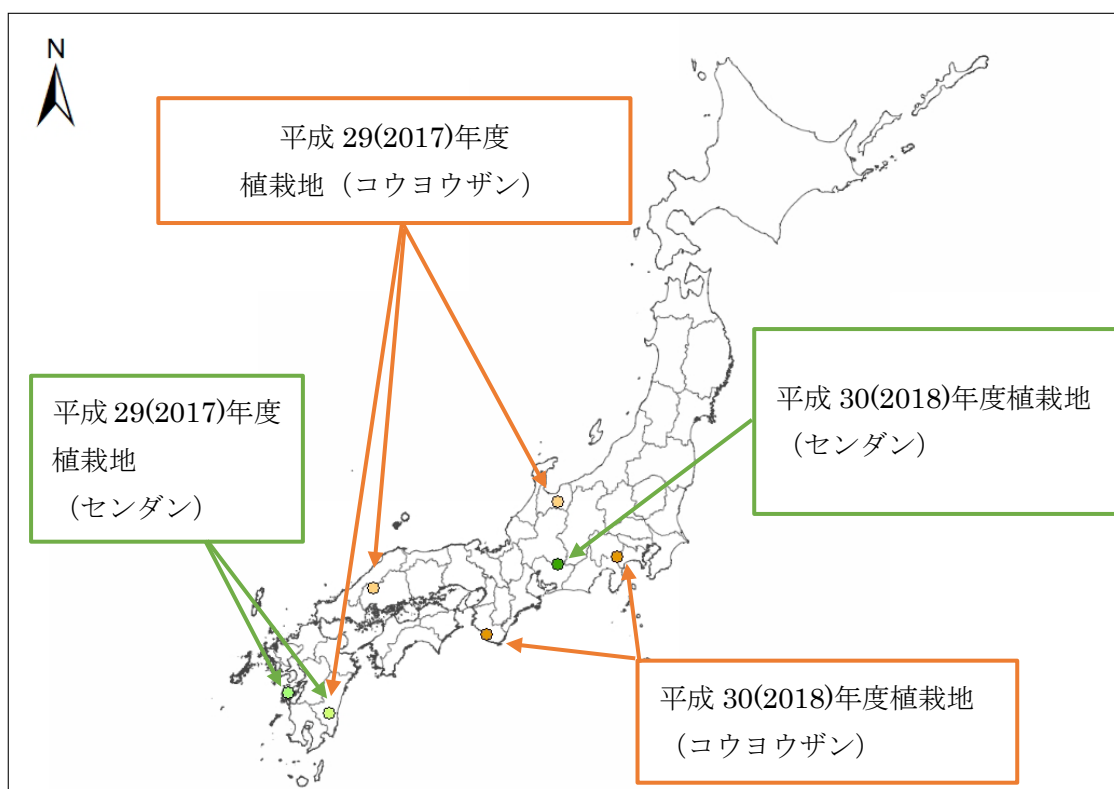 N
平成 29(2017)年度
植栽地（コウヨウザン）
平成 29(2017)年度
植栽地
（センダン）
平成 30(2018)年度植栽地
（センダン）
平成 30(2018)年度植栽地
（コウヨウザン）